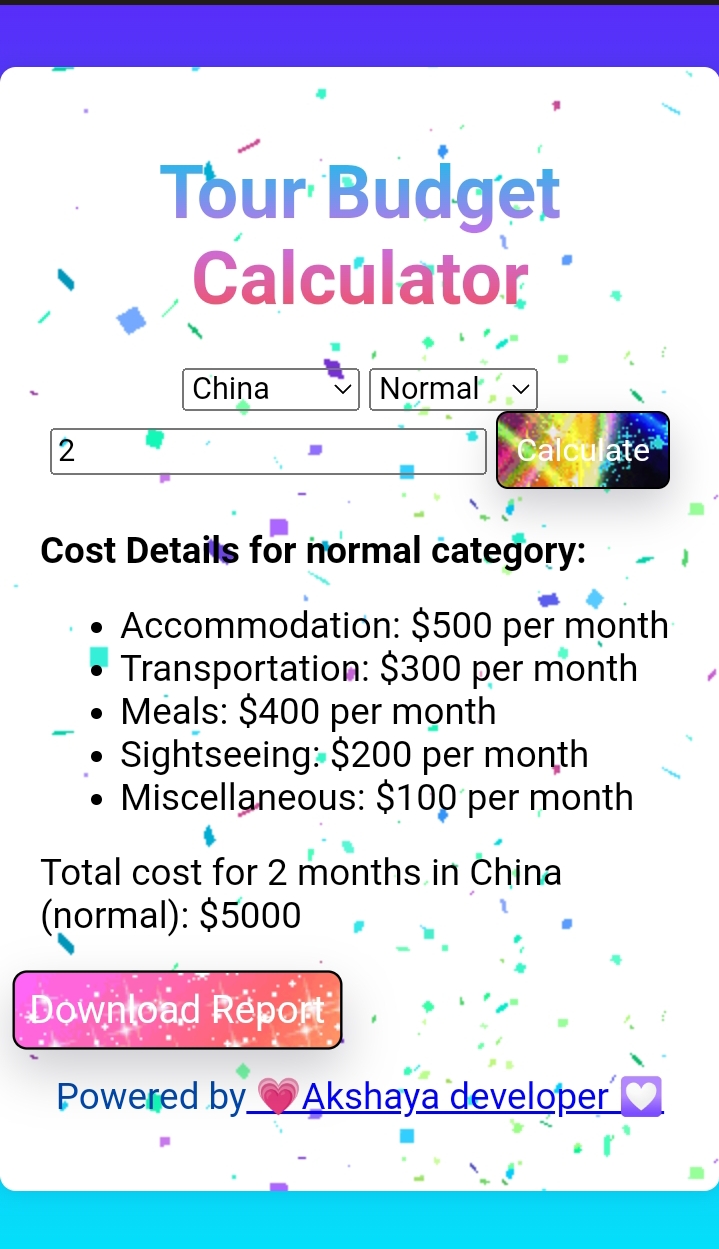 Tour Budget
Calculator
China Normal
2 Calculate
Cost Details for normal category:
• Accommodation: $500 per month
• Transportation: $300 per month
• Meals: $400 per month
• Sightseeing: $200 per month
• Miscellaneous: $100 per month
Total cost for 2 months in China
(normal): $5000
Download Report
Powered by 💗Akshaya developer 💟